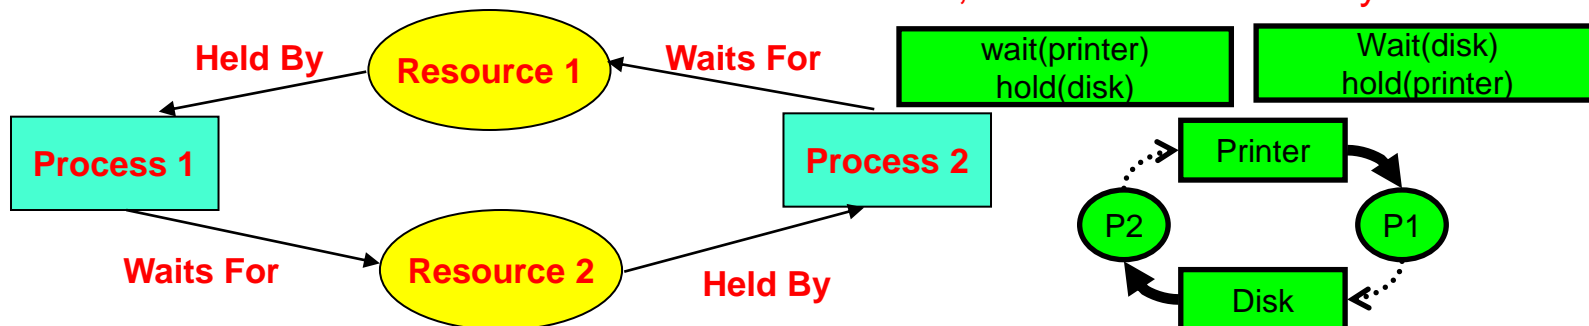 Held By
Resource 1
Waits For
wait(printer)
hold(disk)
Wait(disk)
hold(printer)
Process 1
Process 2
Printer
P2
P1
Waits For
Resource 2
Held By
Disk